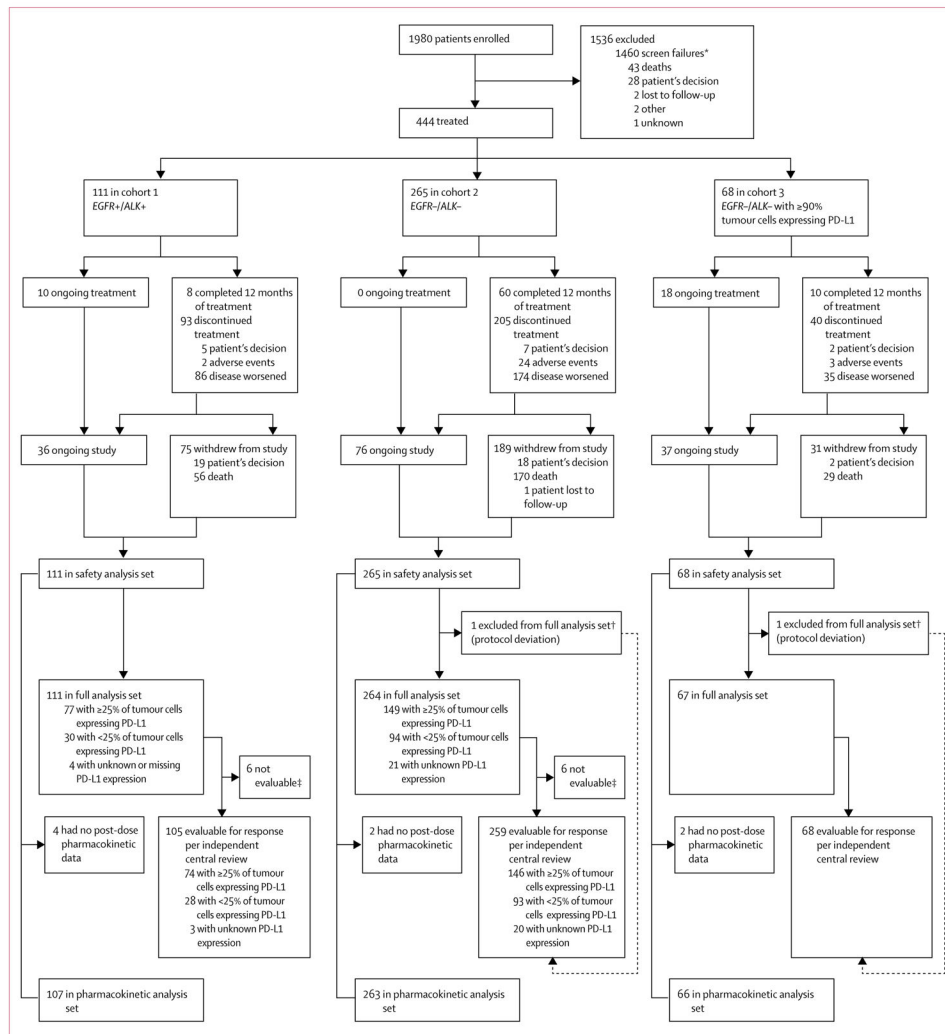 1980 patients enrolled
1536 excluded
1460 screen failures*
43 deaths
28 patient's decision
2 lost to follow-up
2 other
1 unknown
444 treated
111 in cohort 1
EGFR+/ALK+
265 in cohort 2
EGFR–/ALK–
68 in cohort 3
EGFR–/ALK– with ≥90%
tumour cells expressing PD-L1
10 ongoing treatment
8 completed 12 months
of treatment
93 discontinued
treatment
5 patient's decision
2 adverse events
86 disease worsened
0 ongoing treatment
60 completed 12 months
of treatment
205 discontinued
treatment
7 patient's decision
24 adverse events
174 disease worsened
18 ongoing treatment
10 completed 12 months
of treatment
40 discontinued
treatment
2 patient's decision
3 adverse events
35 disease worsened
36 ongoing study
75 withdrew from study
19 patient's decision
56 death
76 ongoing study
189 withdrew from study
18 patient's decision
170 death
1 patient lost to
follow-up
37 ongoing study
31 withdrew from study
2 patient's decision
29 death
111 in safety analysis set
265 in safety analysis set
68 in safety analysis set
1 excluded from full analysis set†
(protocol deviation)
1 excluded from full analysis set†
(protocol deviation)
111 in full analysis set
77 with ≥25% of tumour cells
expressing PD-L1
30 with <25% of tumour cells
expressing PD-L1
4 with unknown or missing
PD-L1 expression
264 in full analysis set
149 with ≥25% of tumour cells
expressing PD-L1
94 with <25% of tumour cells
expressing PD-L1
21 with unknown PD-L1
expression
67 in full analysis set
6 not
evaluable‡
6 not
evaluable‡
4 had no post-dose
pharmacokinetic
data
105 evaluable for response
per independent
central review
74 with ≥25% of tumour
cells expressing PD-L1
28 with <25% of tumour
cells expressing PD-L1
3 with unknown PD-L1
expression
2 had no post-dose
pharmacokinetic
data
259 evaluable for response
per independent
central review
146 with ≥25% of tumour
cells expressing PD-L1
93 with <25% of tumour
cells expressing PD-L1
20 with unknown PD-L1
expression
2 had no post-dose
pharmacokinetic
data
68 evaluable for response
per independent
central review
107 in pharmacokinetic analysis
set
263 in pharmacokinetic analysis
set
66 in pharmacokinetic analysis
set